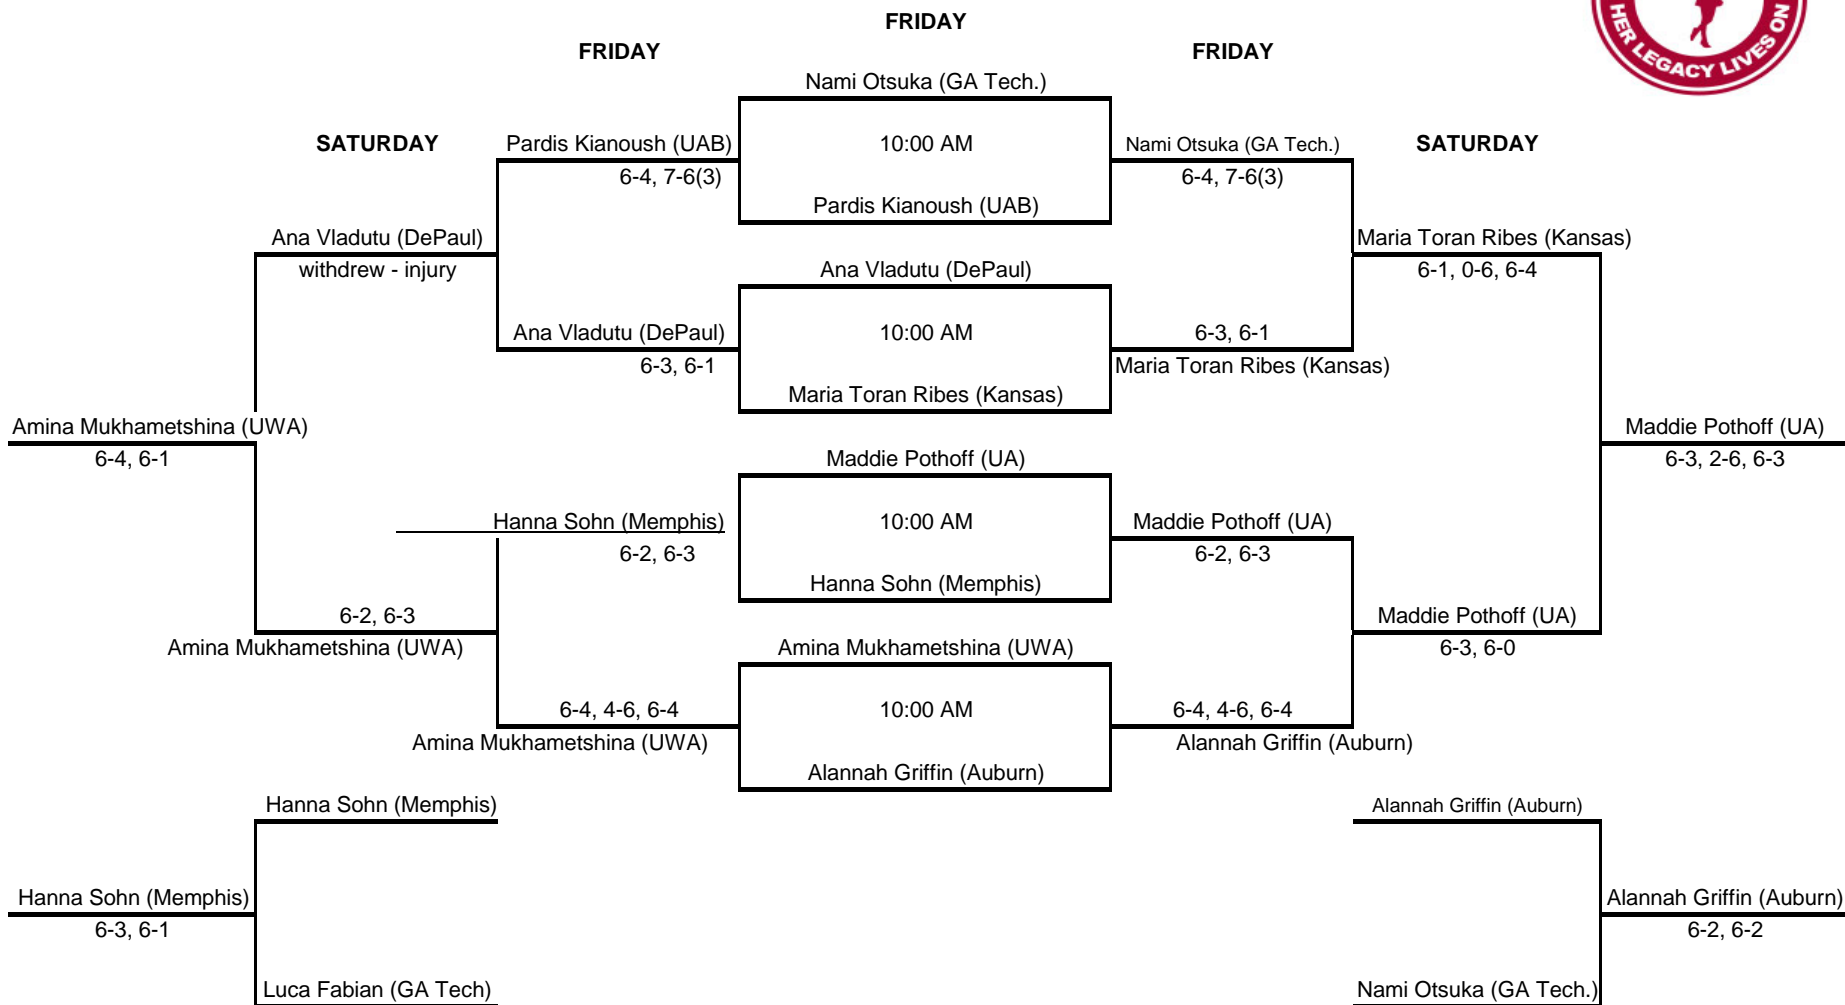 FRIDAY
FRIDAY
FRIDAY
HER LEGACY LIVES ON
Nami Otsuka (GA Tech.)
SATURDAY
Pardis Kianoush (UAB)
10:00 AM
Nami Otsuka (GA Tech.)
SATURDAY
6-4, 7-6(3)
6-4, 7-6(3)
Pardis Kianoush (UAB)
Ana Vladutu (DePaul)
Maria Toran Ribes (Kansas)
withdrew - injury
Ana Vladutu (DePaul)
6-1, 0-6, 6-4
Ana Vladutu (DePaul)
10:00 AM
6-3, 6-1
6-3, 6-1
Maria Toran Ribes (Kansas)
Maria Toran Ribes (Kansas)
Amina Mukhametshina (UWA)
Maddie Pothoff (UA)
6-4, 6-1
Maddie Pothoff (UA)
6-3, 2-6, 6-3
Hanna Sohn (Memphis)
10:00 AM
Maddie Pothoff (UA)
6-2, 6-3
6-2, 6-3
Hanna Sohn (Memphis)
6-2, 6-3
Maddie Pothoff (UA)
Amina Mukhametshina (UWA)
Amina Mukhametshina (UWA)
6-3, 6-0
6-4, 4-6, 6-4
10:00 AM
6-4, 4-6, 6-4
Amina Mukhametshina (UWA)
Alannah Griffin (Auburn)
Alannah Griffin (Auburn)
Hanna Sohn (Memphis)
Alannah Griffin (Auburn)
Hanna Sohn (Memphis)
Alannah Griffin (Auburn)
6-3, 6-1
6-2, 6-2
Luca Fabian (GA Tech)
Nami Otsuka (GA Tech.)